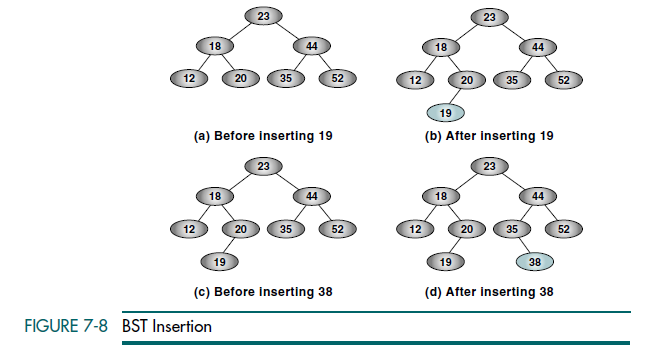 23 23
18 44 18 44
12 20 35 52 12 20 35 52
19
(a) Before inserting 19 (b) After inserting 19
23 23
18 44 18 44
12 20 35 52 12 20 35 52
19 19 38
(c) Before inserting 38 (d) After inserting 38
FIGURE 7-8 BST Insertion